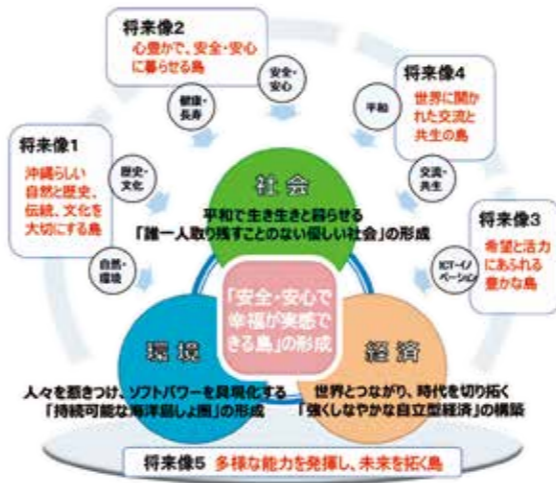 将来像2
心豊かで、安全・安心
に暮らせる島
安全・
安心
健康・
長寿
将来像4
世界に開か
れた交流と
共生の島
平和
交流・
共生
将来像1
沖縄らしい
自然と歴史、
伝統、文化を
大切にする島
歴史・
文化
自然・
環境
将来像3
希望と活力
にあふれる
豊かな島
ICT・イノ
ベーション
社会
平和で生き生きと暮らせる
「誰一人取り残すことのない優しい社会」の形成
「安全・安心で
幸福が実感で
きる島」の形成
環境
人々を惹きつけ、ソフトパワーを具現化する
「持続可能な海洋島しょ圏」の形成
経済
世界とつながり、時代を切り拓く
「強くしなやかな自立型経済」の構築
将来像5 多様な能力を発揮し、未来を拓く島